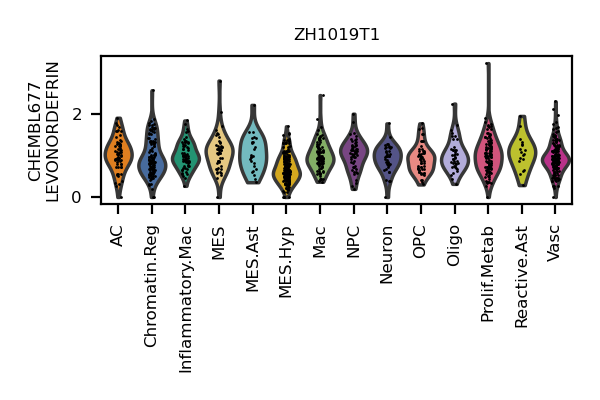 ZH1019T1
CHEMBL677
LEVONORDEFRIN
2
0
AC
Chromatin.Reg
Inflammatory.Mac
MES
MES.Ast
MES.Hyp
Mac
NPC
Neuron
OPC
Oligo
Prolif.Metab
Reactive.Ast
Vasc